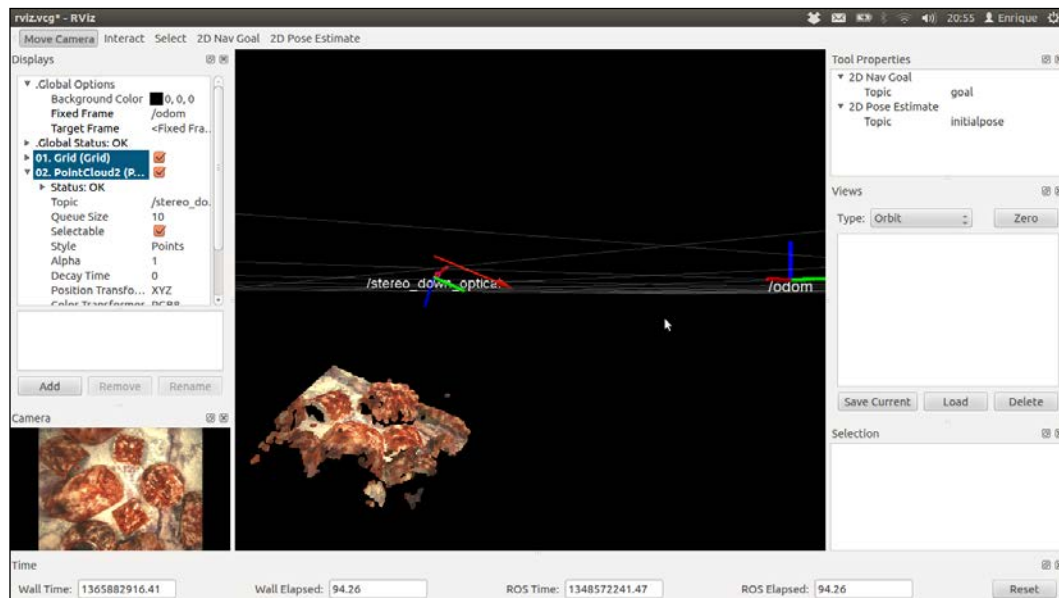 rviz.vcg* - RViz
20:55 Enrique
Move Camera Interact Select 2D Nav Goal 2D Pose Estimate
Displays
.Global Options
Background Color 0, 0, 0
Fixed Frame /odom
Target Frame <Fixed Fra..
.Global Status: OK
01. Grid (Grid)
02. PointCloud2 (P...
Status: OK
Topic /stereo_do..
Queue Size 10
Selectable
Style Points
Alpha 1
Decay Time 0
Position Transfo... XYZ
Color Transformer RGB8
Add Remove Rename
Camera
/stereo_down_optical
/odom
Tool Properties
2D Nav Goal
Topic goal
2D Pose Estimate
Topic initialpose
Views
Type: Orbit Zero
Save Current Load Delete
Selection
Time
Wall Time: 1365882916.41 Wall Elapsed: 94.26 ROS Time: 1348572241.47 ROS Elapsed: 94.26 Reset